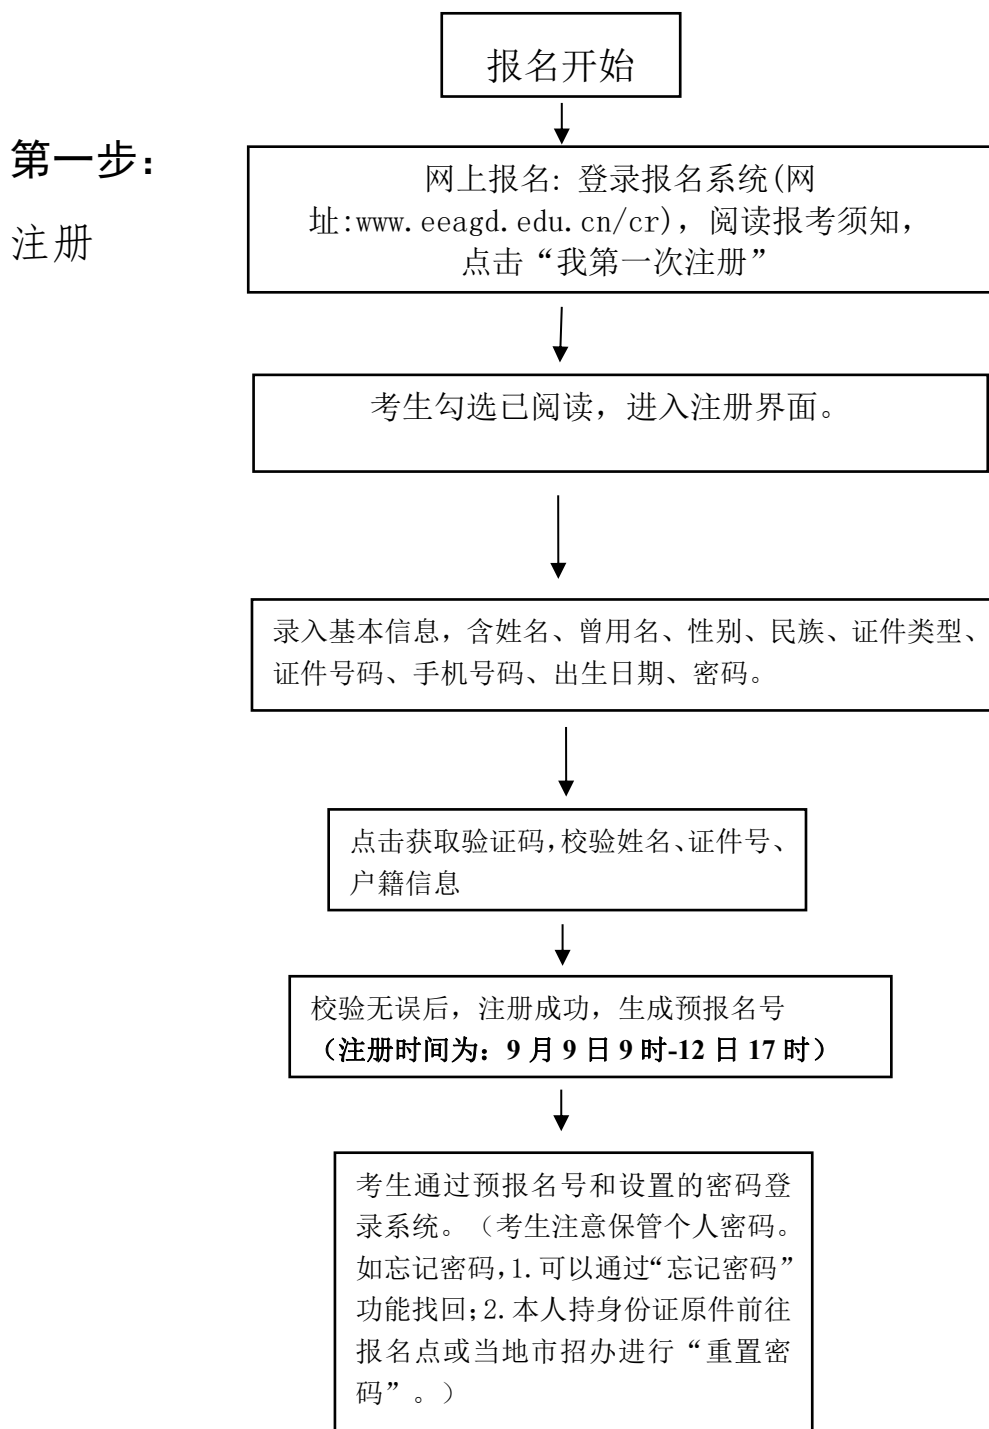 报名开始
第一步：
注册
网上报名：登录报名系统(网
址:www.eeagd.edu.cn/cr)，阅读报考须知，
点击“我第一次注册”
考生勾选已阅读，进入注册界面。
录入基本信息，含姓名、曾用名、性别、民族、证件类型、
证件号码、手机号码、出生日期、密码。
点击获取验证码，校验姓名、证件号、
户籍信息
校验无误后，注册成功，生成预报名号
（注册时间为：9 月 9 日 9 时-12 日 17 时）
考生通过预报名号和设置的密码登
录系统。（考生注意保管个人密码。
如忘记密码，1.可以通过“忘记密码”
功能找回；2.本人持身份证原件前往
报名点或当地市招办进行“重置密
码”。）